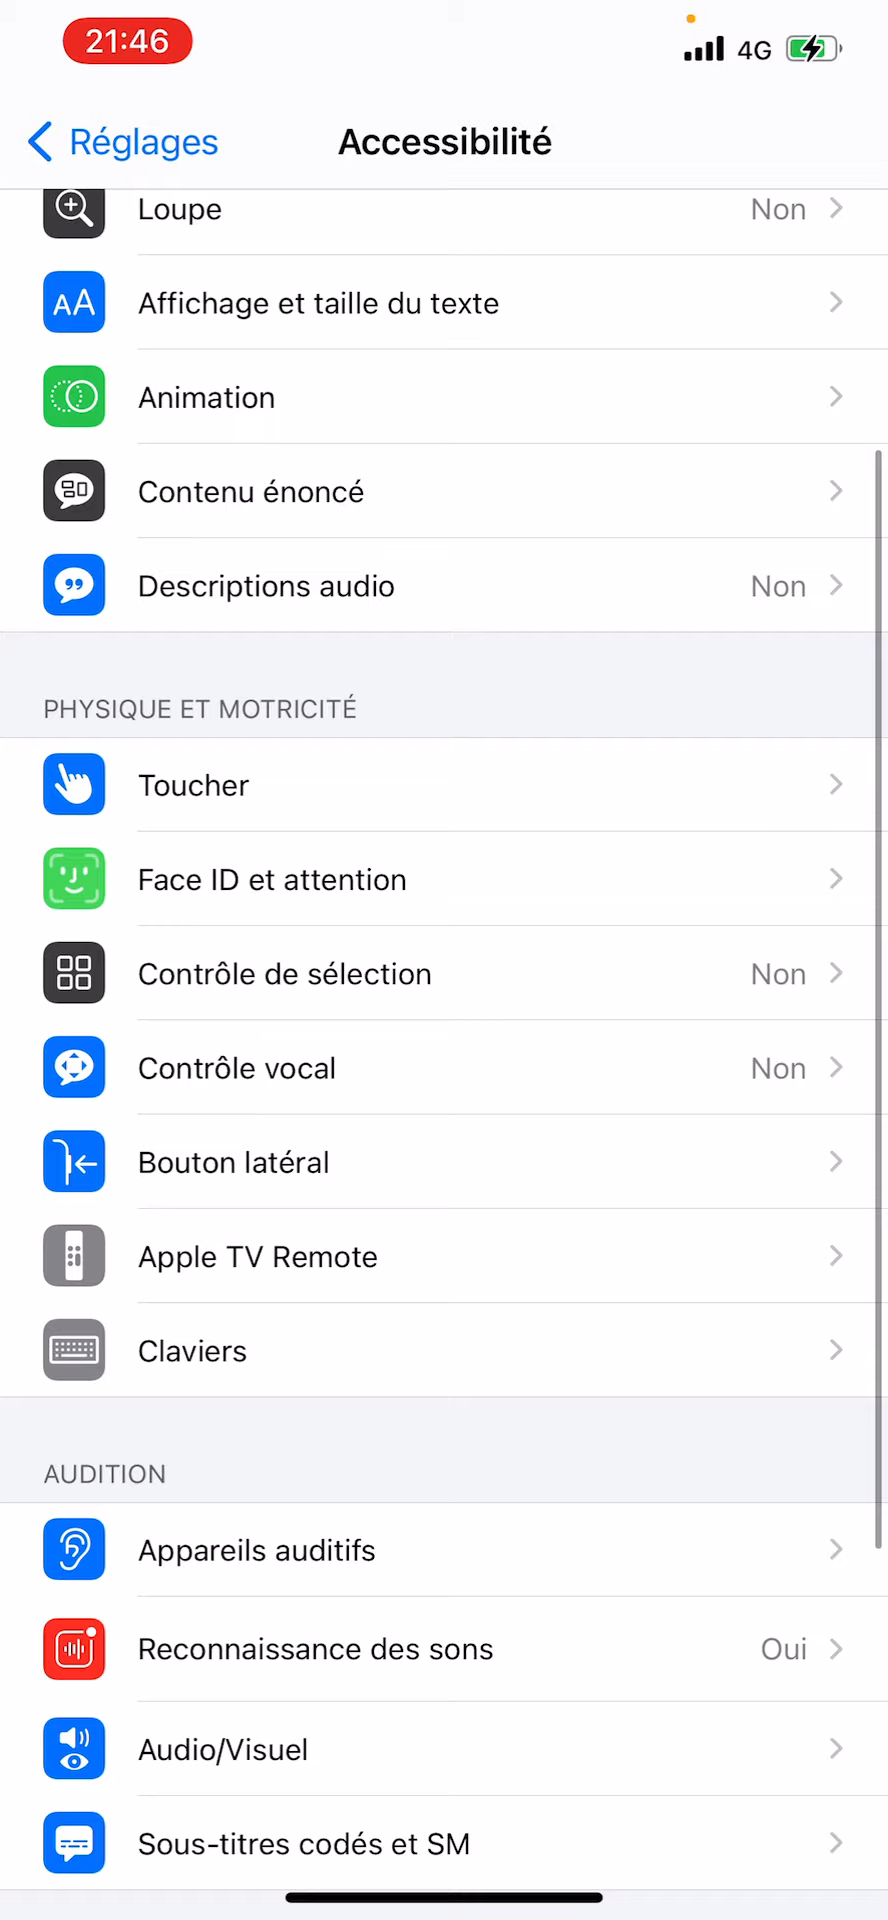 21:46
4G
Réglages
Accessibilité
Loupe Non
Affichage et taille du texte
Animation
Contenu énoncé
Descriptions audio Non
PHYSIQUE ET MOTRICITÉ
Toucher
Face ID et attention
Contrôle de sélection Non
Contrôle vocal Non
Bouton latéral
Apple TV Remote
Claviers
AUDITION
Appareils auditifs
Reconnaissance des sons Oui
Audio/Visuel
Sous-titres codés et SM